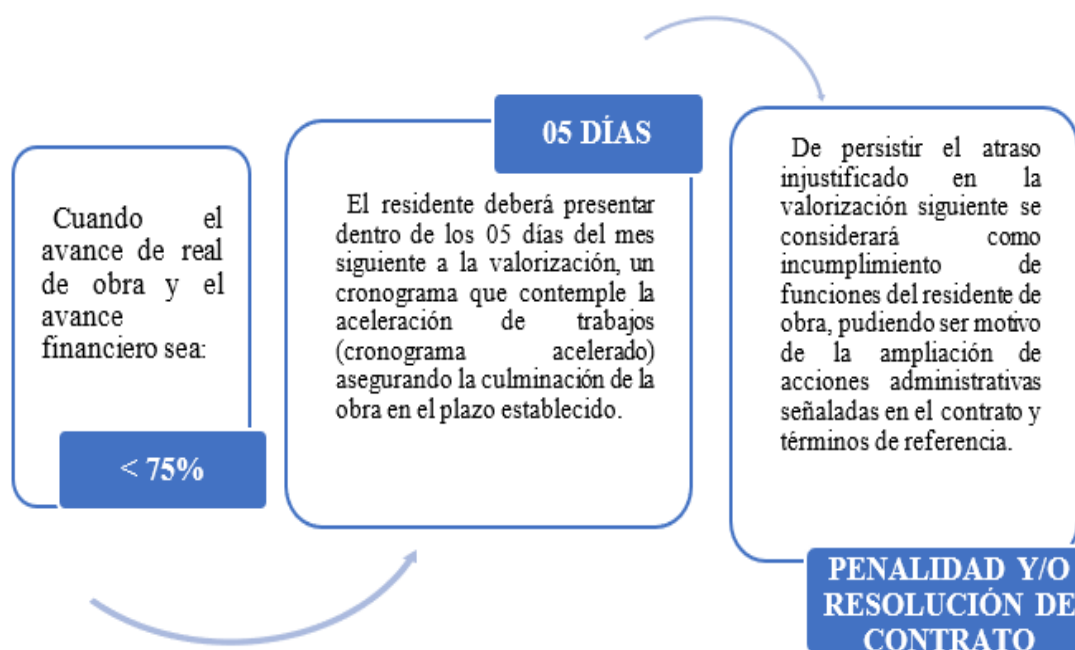 Cuando el
avance de real
de obra y el
avance
financiero sea:
< 75%
05 DÍAS
El residente deberá presentar
dentro de los 05 días del mes
siguiente a la valorización, un
cronograma que contemple la
aceleración de trabajos
(cronograma acelerado)
asegurando la culminación de la
obra en el plazo establecido.
De persistir el atraso
injustificado en la
valorización siguiente se
considerará como
incumplimiento de
funciones del residente de
obra, pudiendo ser motivo
de la ampliación de
acciones administrativas
señaladas en el contrato y
términos de referencia.
PENALIDAD Y/O
RESOLUCIÓN DE
CONTRATO